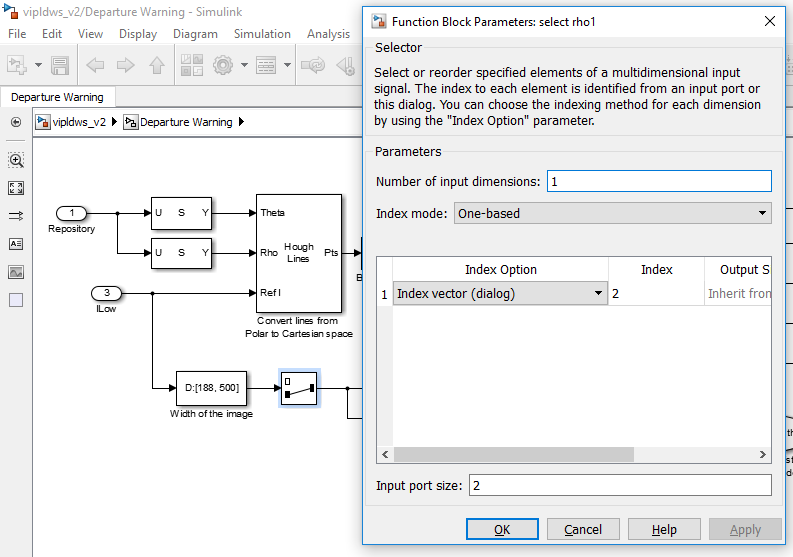 vipldws_v2/Departure Warning - Simulink
File Edit View Display Diagram Simulation Analysis
Departure Warning
vipldws_v2 Departure Warning
1
Repository
U S Y
U S Y
Theta
Rho
Ref I
Hough
Lines
Pts
B
Convert lines from
Polar to Cartesian space
3
ILow
D:[188, 500]
Width of the image
Function Block Parameters: select rho1
Selector
Select or reorder specified elements of a multidimensional input
signal. The index to each element is identified from an input port or
this dialog. You can choose the indexing method for each dimension
by using the "Index Option" parameter.
Parameters
Number of input dimensions: 1
Index mode: One-based
Index Option Index Output S
1 Index vector (dialog) 2 Inherit from
Input port size: 2
OK Cancel Help Apply